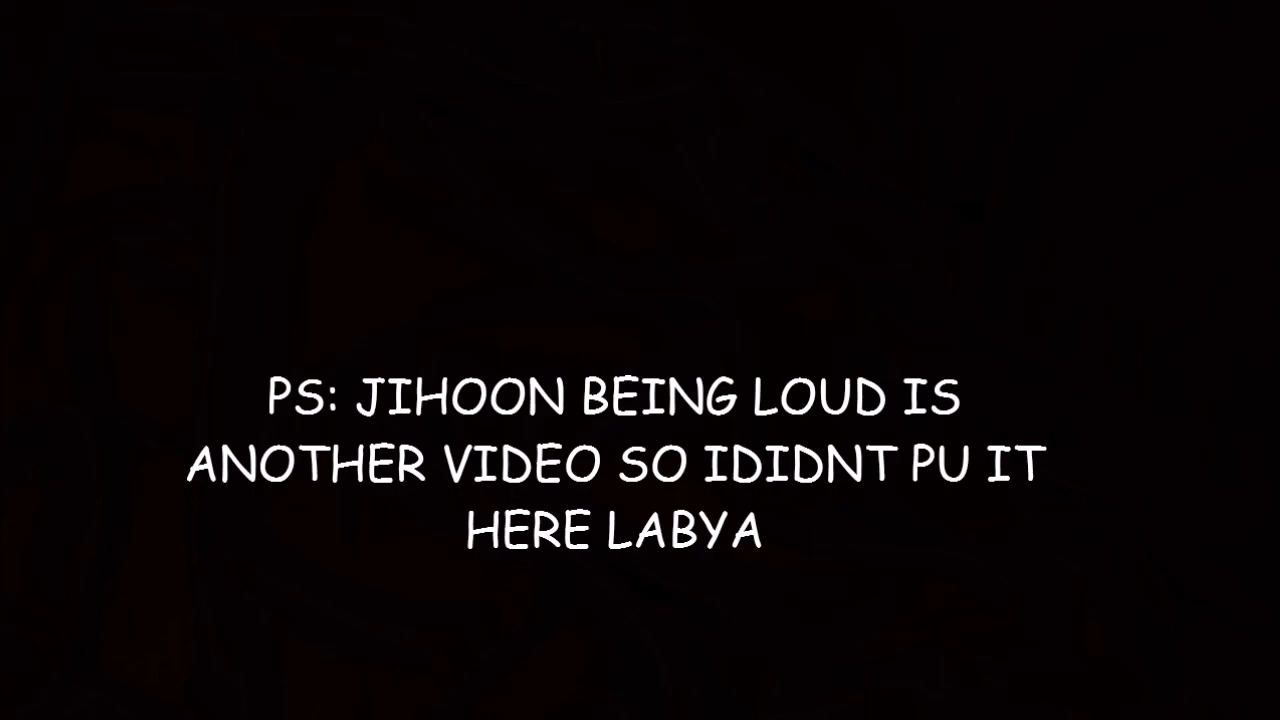 PS: JIHOON BEING LOUD IS
ANOTHER VIDEO SO IDIDNT PU IT
HERE LABYA